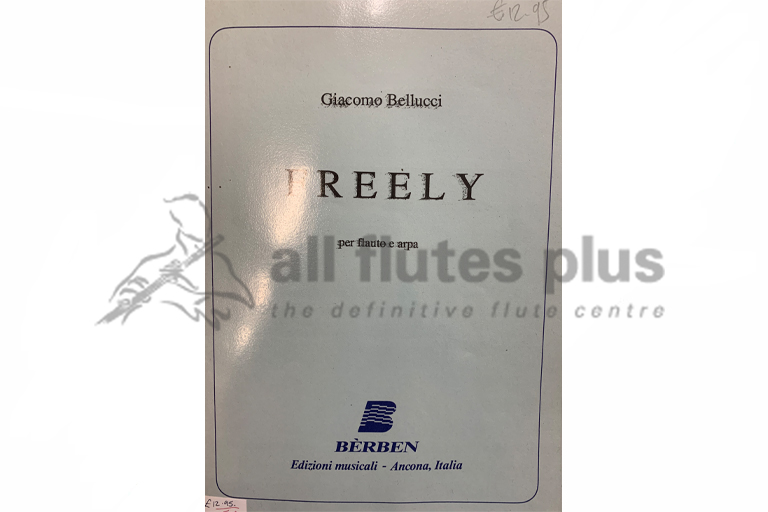 £12.95
Giacomo Bellucci
FREELY
per flauto e arpa
all flutes plus
the definitive flute centre
BÈRBEN
Edizioni musicali - Ancona, Italia
£12.95.